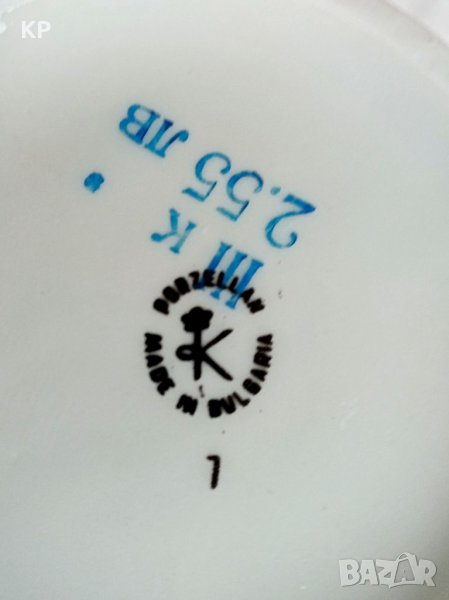 KP
III К
2.55 ЛВ
PORZELLAN
K
MADE IN BULGARIA
1
BAZAR